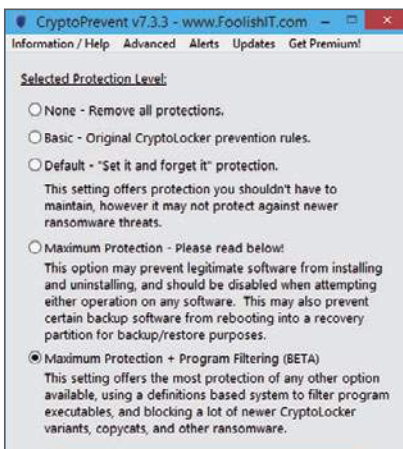 CryptoPrevent v7.3.3 - www.FoolishIT.com
Information / Help Advanced Alerts Updates Get Premium!
Selected Protection Level:
None - Remove all protections.
Basic - Original CryptoLocker prevention rules.
Default - "Set it and forget it" protection.
This setting offers protection you shouldn't have to
maintain, however it may not protect against newer
ransomware threats.
Maximum Protection - Please read below!
This option may prevent legitimate software from installing
and uninstalling, and should be disabled when attempting
either operation on any software. This may also prevent
certain backup software from rebooting into a recovery
partition for backup/restore purposes.
Maximum Protection + Program Filtering (BETA)
This setting offers the most protection of any other option
available, using a definitions based system to filter program
executables, and blocking a lot of newer CryptoLocker
variants, copycats, and other ransomware.